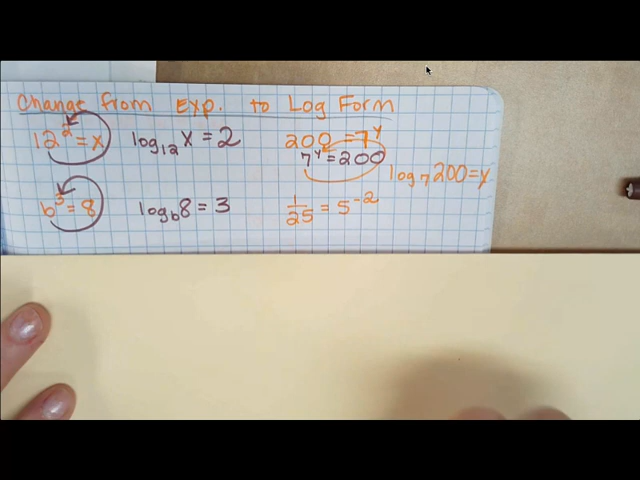 Change from Exp. to Log Form
12² = x log₁₂ x = 2 200 = 7ʸ
7ʸ = 200
log₇ 200 = y
b³ = 8 log_b 8 = 3 1/25 = 5⁻²